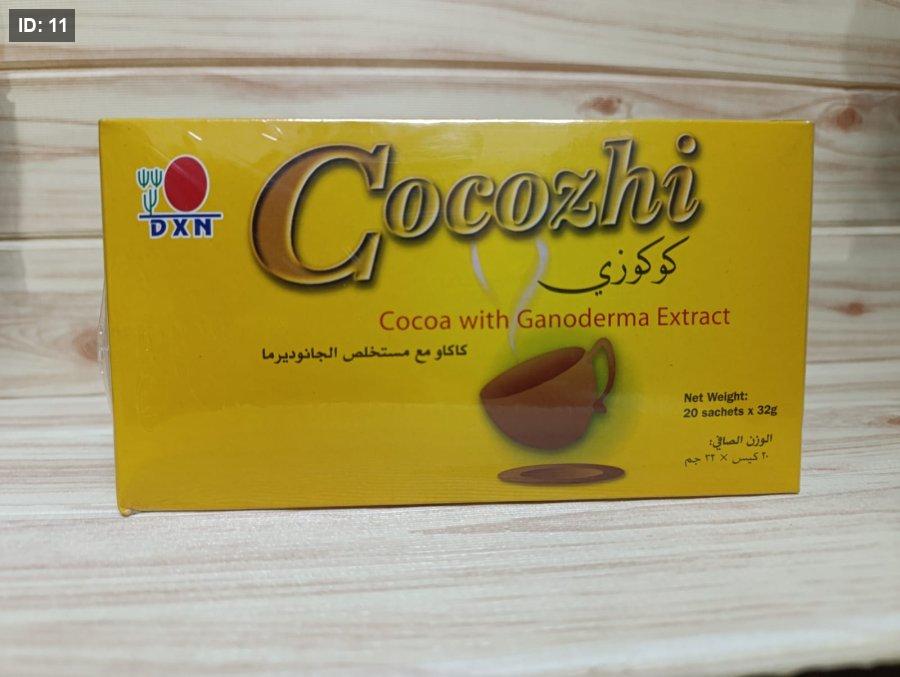 ID: 11
DXN
Cocozhi
كوكوزي
Cocoa with Ganoderma Extract
كاكاو مع مستخلص الجانوديرما
Net Weight:
20 sachets x 32g
الوزن الصافي:
٢٠ كيس × ٣٢ جم